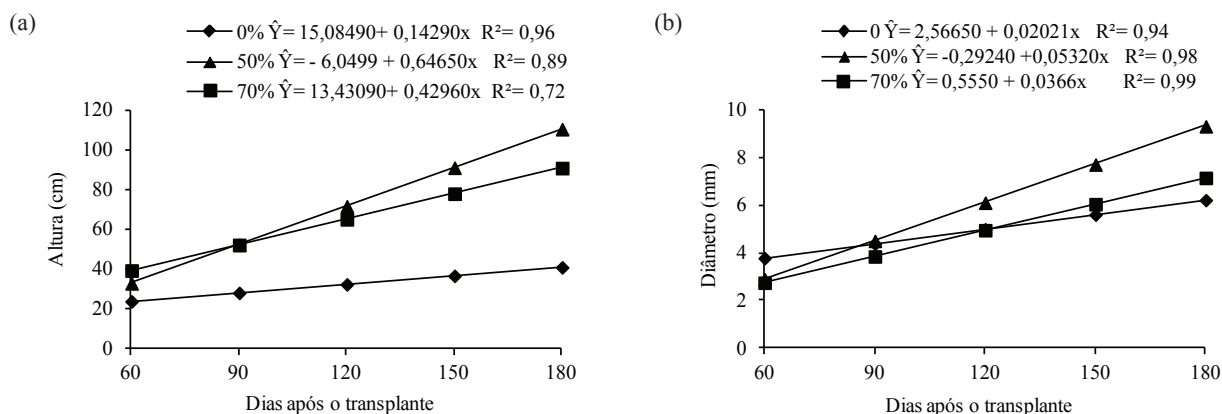 (a)
0% Ŷ= 15,08490+ 0,14290x R²= 0,96
50% Ŷ= - 6,0499 + 0,64650x R²= 0,89
70% Ŷ= 13,43090+ 0,42960x R²= 0,72
120
100
80
60
40
20
0
Altura (cm)
60 90 120 150 180
Dias após o transplante
(b)
0 Ŷ= 2,56650 + 0,02021x R²= 0,94
50% Ŷ= -0,29240 +0,05320x R²= 0,98
70% Ŷ= 0,5550 + 0,0366x R²= 0,99
10
8
6
4
2
0
Diâmetro (mm)
60 90 120 150 180
Dias após o transplante